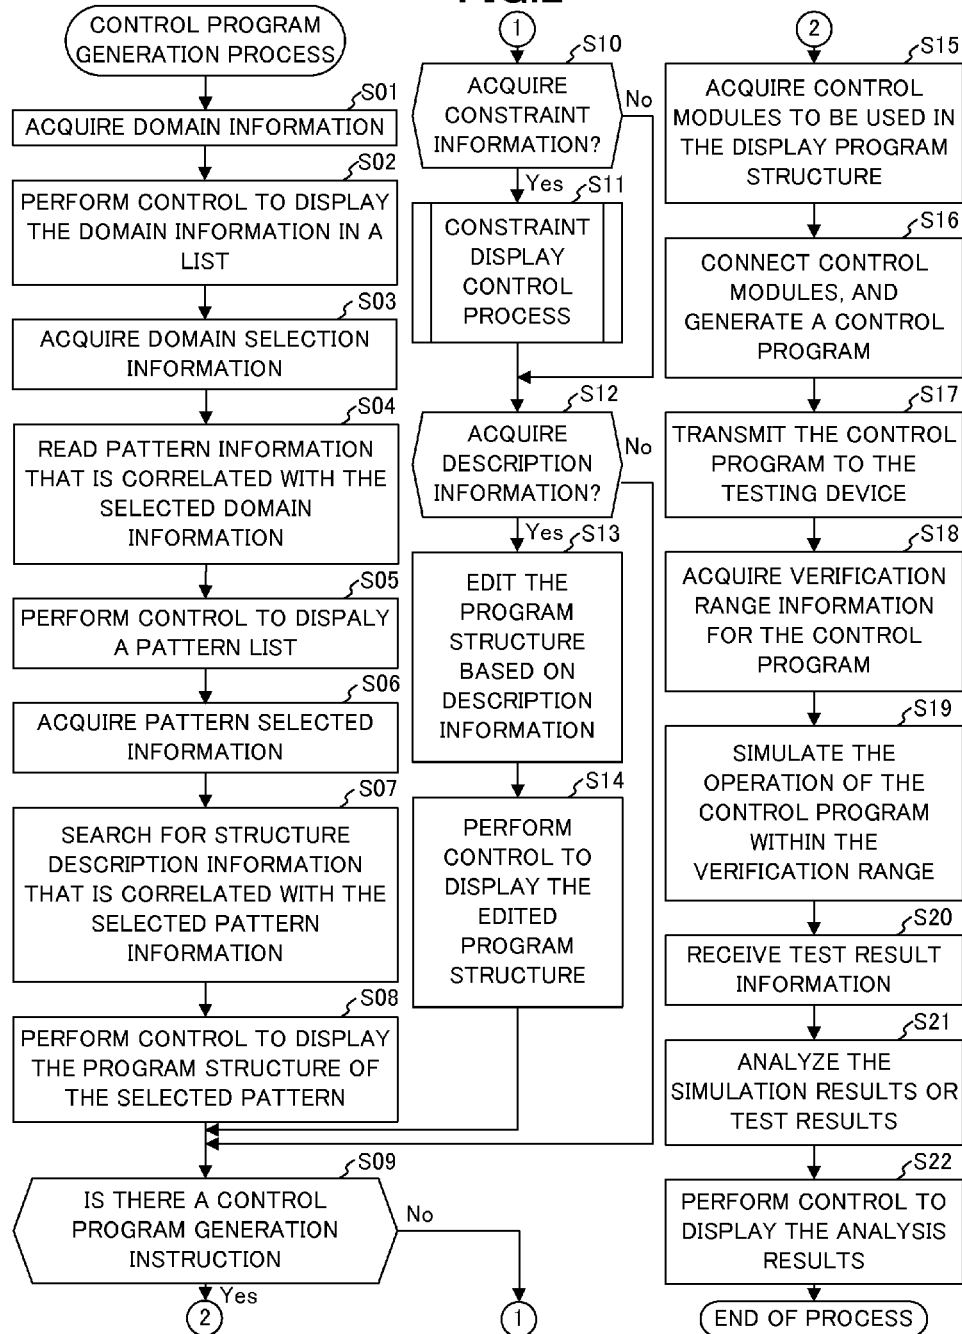 CONTROL PROGRAM
GENERATION PROCESS
S01
ACQUIRE DOMAIN INFORMATION
S02
PERFORM CONTROL TO DISPLAY
THE DOMAIN INFORMATION IN A
LIST
S03
ACQUIRE DOMAIN SELECTION
INFORMATION
S04
READ PATTERN INFORMATION
THAT IS CORRELATED WITH THE
SELECTED DOMAIN
INFORMATION
S05
PERFORM CONTROL TO DISPALY
A PATTERN LIST
S06
ACQUIRE PATTERN SELECTED
INFORMATION
S07
SEARCH FOR STRUCTURE
DESCRIPTION INFORMATION
THAT IS CORRELATED WITH THE
SELECTED PATTERN
INFORMATION
S08
PERFORM CONTROL TO DISPLAY
THE PROGRAM STRUCTURE OF
THE SELECTED PATTERN
S09
IS THERE A CONTROL
PROGRAM GENERATION
INSTRUCTION
No
Yes
2
1
1
S10
ACQUIRE
CONSTRAINT
INFORMATION?
No
Yes
S11
CONSTRAINT
DISPLAY
CONTROL
PROCESS
S12
ACQUIRE
DESCRIPTION
INFORMATION?
No
Yes
S13
EDIT THE
PROGRAM
STRUCTURE
BASED ON
DESCRIPTION
INFORMATION
S14
PERFORM
CONTROL TO
DISPLAY THE
EDITED
PROGRAM
STRUCTURE
2
S15
ACQUIRE CONTROL
MODULES TO BE USED IN
THE DISPLAY PROGRAM
STRUCTURE
S16
CONNECT CONTROL
MODULES, AND
GENERATE A CONTROL
PROGRAM
S17
TRANSMIT THE CONTROL
PROGRAM TO THE
TESTING DEVICE
S18
ACQUIRE VERIFICATION
RANGE INFORMATION
FOR THE CONTROL
PROGRAM
S19
SIMULATE THE
OPERATION OF THE
CONTROL PROGRAM
WITHIN THE
VERIFICATION RANGE
S20
RECEIVE TEST RESULT
INFORMATION
S21
ANALYZE THE
SIMULATION RESULTS OR
TEST RESULTS
S22
PERFORM CONTROL TO
DISPLAY THE ANALYSIS
RESULTS
END OF PROCESS